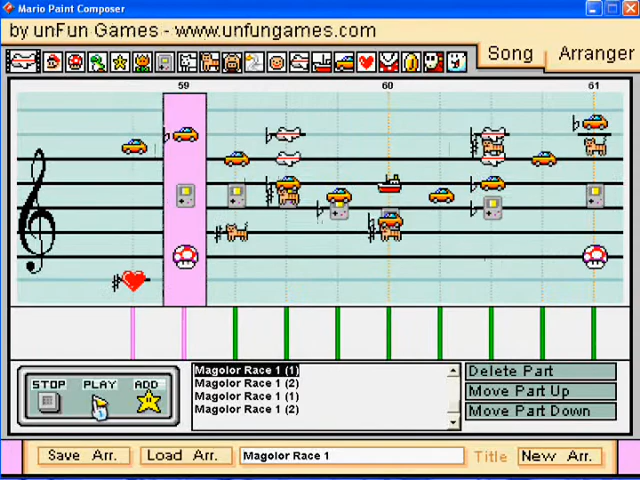 Mario Paint Composer
by unFun Games - www.unfungames.com
Song
Arranger
59
60
61
STOP
PLAY
ADD
Magolor Race 1 (1)
Magolor Race 1 (2)
Magolor Race 1 (1)
Magolor Race 1 (2)
Delete Part
Move Part Up
Move Part Down
Save Arr.
Load Arr.
Magolor Race 1
Title
New Arr.